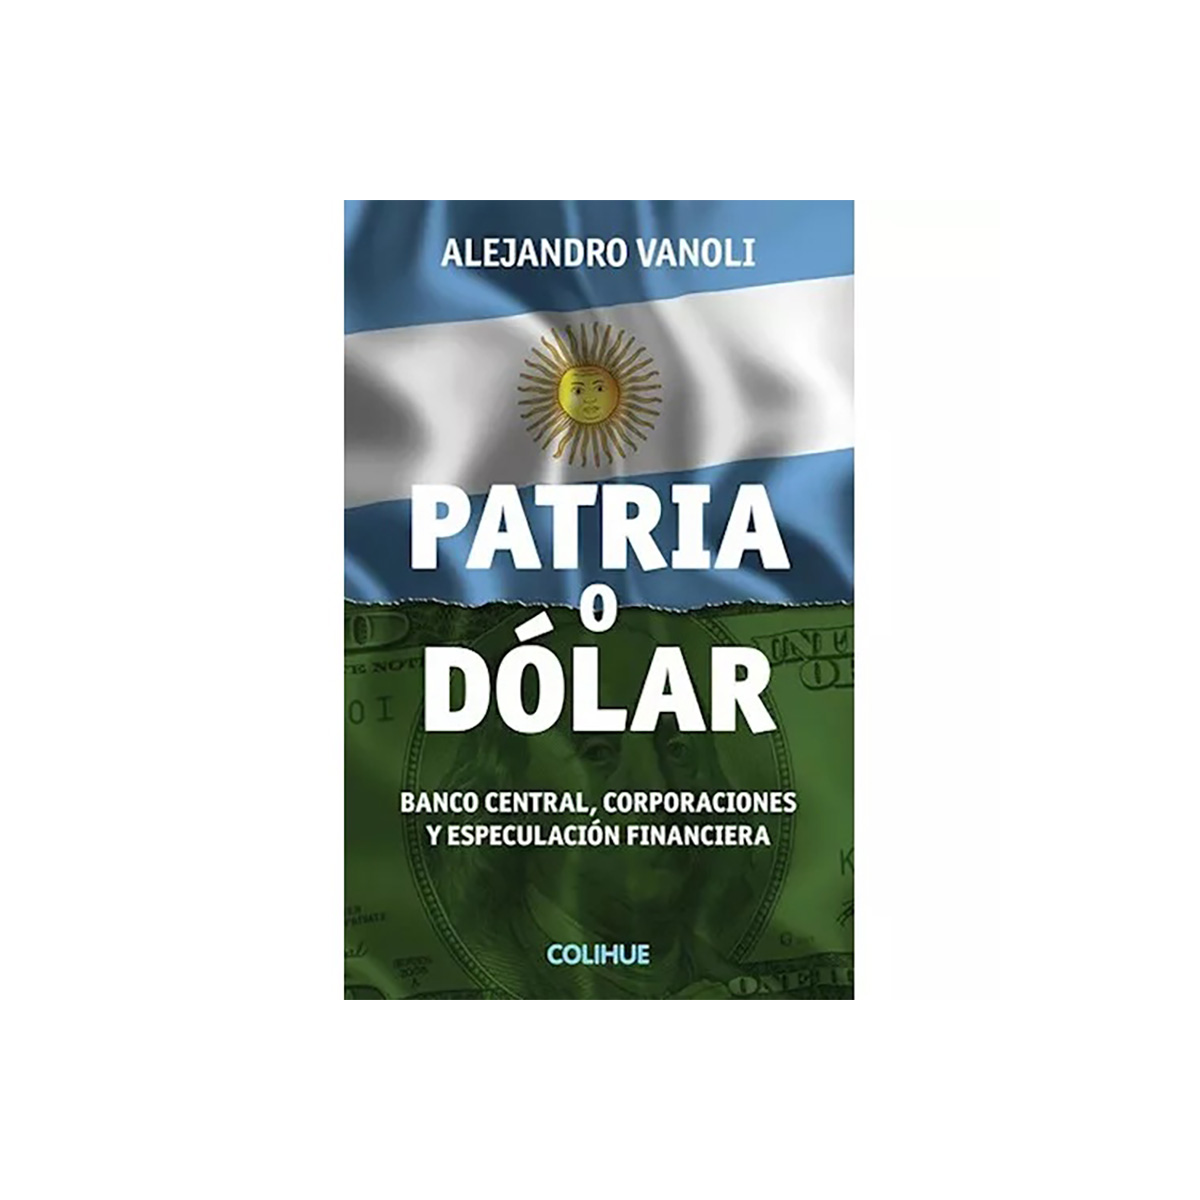 ALEJANDRO VANOLI
PATRIA
O
DÓLAR
BANCO CENTRAL, CORPORACIONES
Y ESPECULACIÓN FINANCIERA
COLIHUE